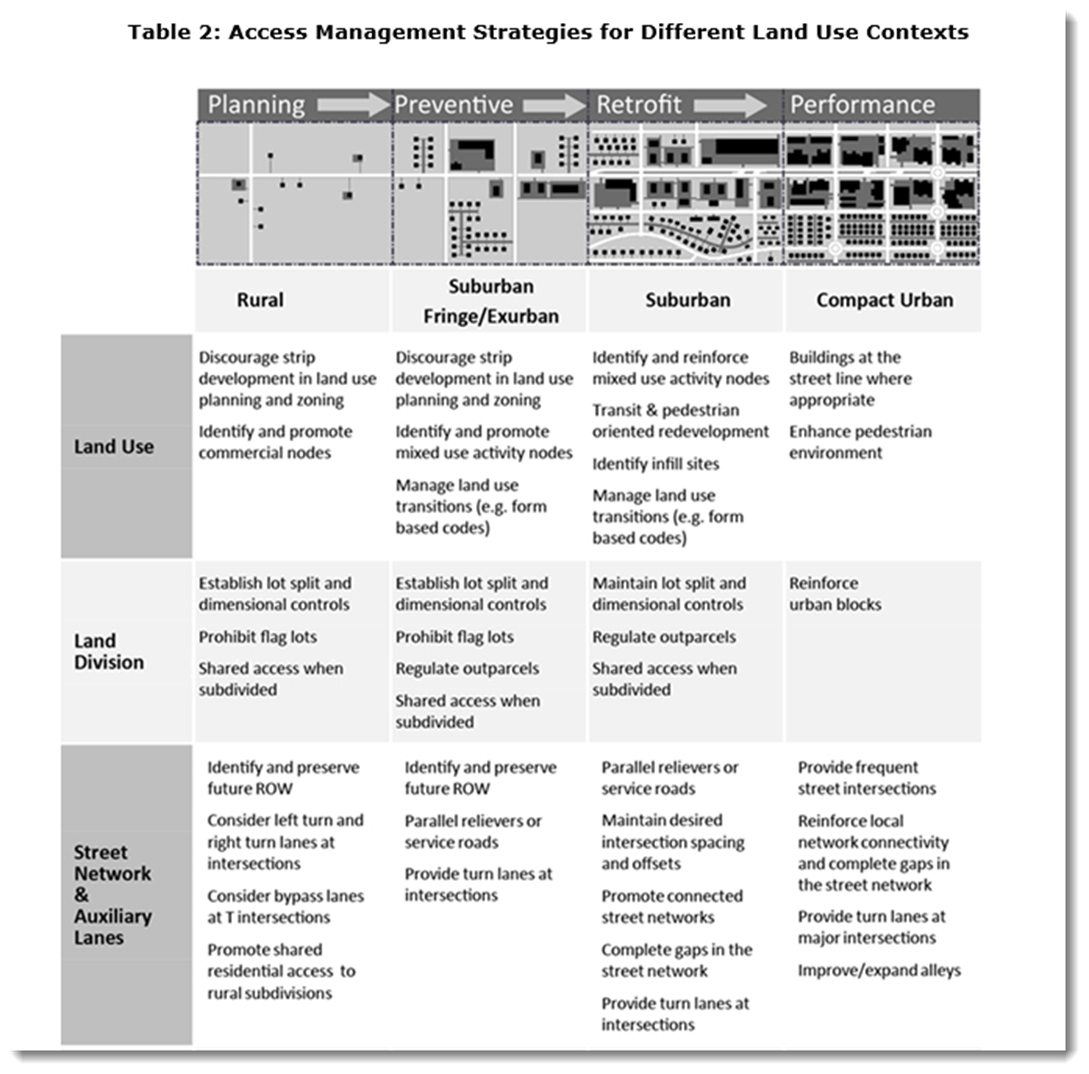 Table 2: Access Management Strategies for Different Land Use Contexts
Planning Preventive Retrofit Performance
Rural
Suburban
Fringe/Exurban
Suburban
Compact Urban
Land Use
Discourage strip
development in land use
planning and zoning
Identify and promote
commercial nodes
Discourage strip
development in land use
planning and zoning
Identify and promote
mixed use activity nodes
Manage land use
transitions (e.g. form
based codes)
Identify and reinforce
mixed use activity nodes
Transit & pedestrian
oriented redevelopment
Identify infill sites
Manage land use
transitions (e.g. form
based codes)
Buildings at the
street line where
appropriate
Enhance pedestrian
environment
Land
Division
Establish lot split and
dimensional controls
Prohibit flag lots
Shared access when
subdivided
Establish lot split and
dimensional controls
Prohibit flag lots
Regulate outparcels
Shared access when
subdivided
Maintain lot split and
dimensional controls
Regulate outparcels
Shared access when
subdivided
Reinforce
urban blocks
Street
Network
&
Auxiliary
Lanes
Identify and preserve
future ROW
Consider left turn and
right turn lanes at
intersections
Consider bypass lanes
at T intersections
Promote shared
residential access to
rural subdivisions
Identify and preserve
future ROW
Parallel relievers or
service roads
Provide turn lanes at
intersections
Parallel relievers or
service roads
Maintain desired
intersection spacing
and offsets
Promote connected
street networks
Complete gaps in the
street network
Provide turn lanes at
intersections
Provide frequent
street intersections
Reinforce local
network connectivity
and complete gaps in
the street network
Provide turn lanes at
major intersections
Improve/expand alleys